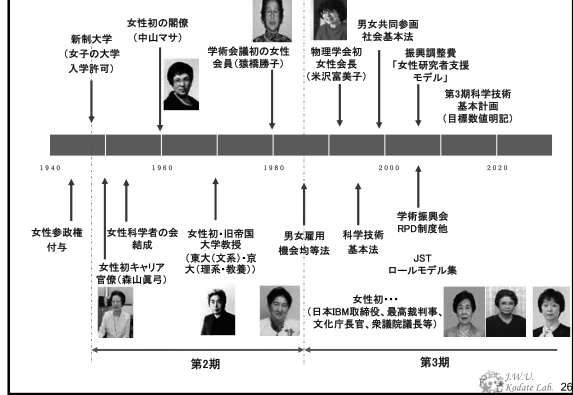 女性初の閣僚
(中山マサ)
新制大学
(女子の大学
入学許可)
学術会議初の女性
会員(猿橋勝子)
物理学会初
女性会長
(米沢富美子)
男女共同参画
社会基本法
振興調整費
「女性研究者支援
モデル」
第3期科学技術
基本計画
(目標数値明記)
1940
1960
1980
2000
2020
女性参政権
付与
女性初キャリア
官僚(森山眞弓)
女性科学者の会
結成
女性初・旧帝国
大学教授
(東大(文系)・京
大(理系・教養))
男女雇用
機会均等法
科学技術
基本法
学術振興会
RPD制度他
JST
ロールモデル集
女性初・・・
(日本IBM取締役、最高裁判事、
文化庁長官、衆議院議長等)
第2期
第3期
J.W.U.
Kodate Lab.
26